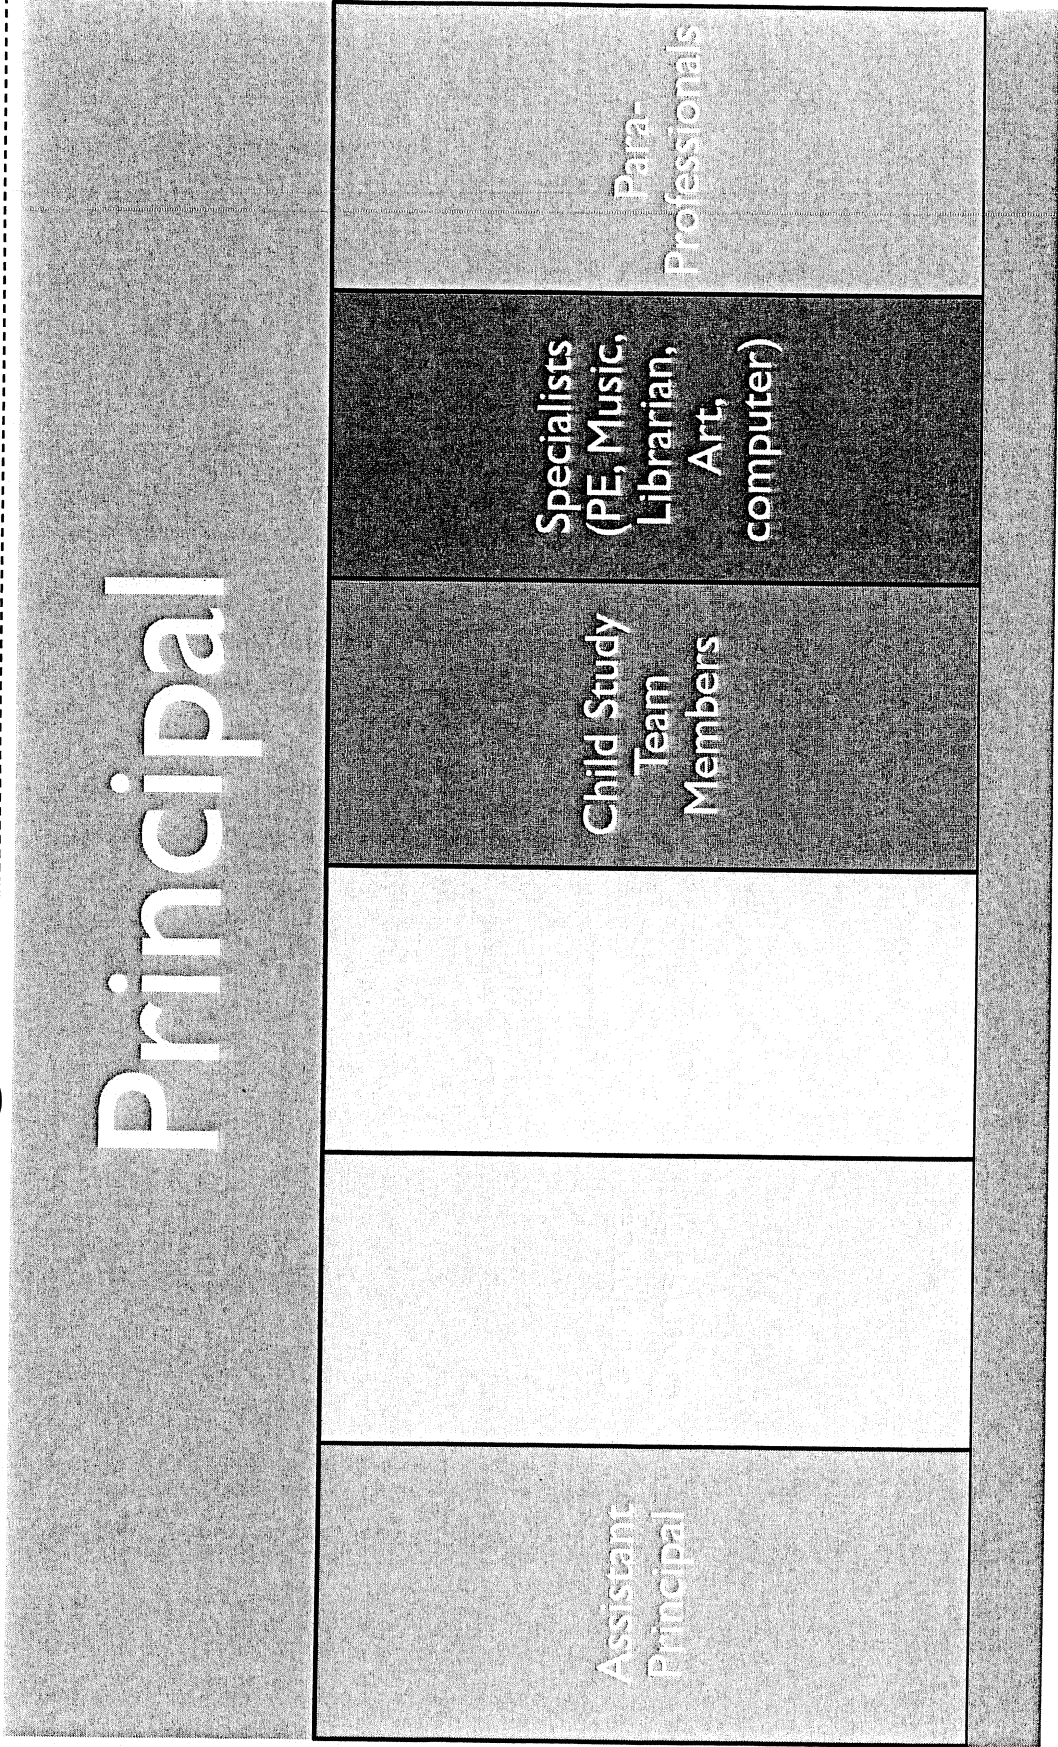 Principal
Assistant
Principal
Child Study
Team
Members
Specialists
(PE, Music,
Librarian,
Art,
computer)
Para-
Professionals